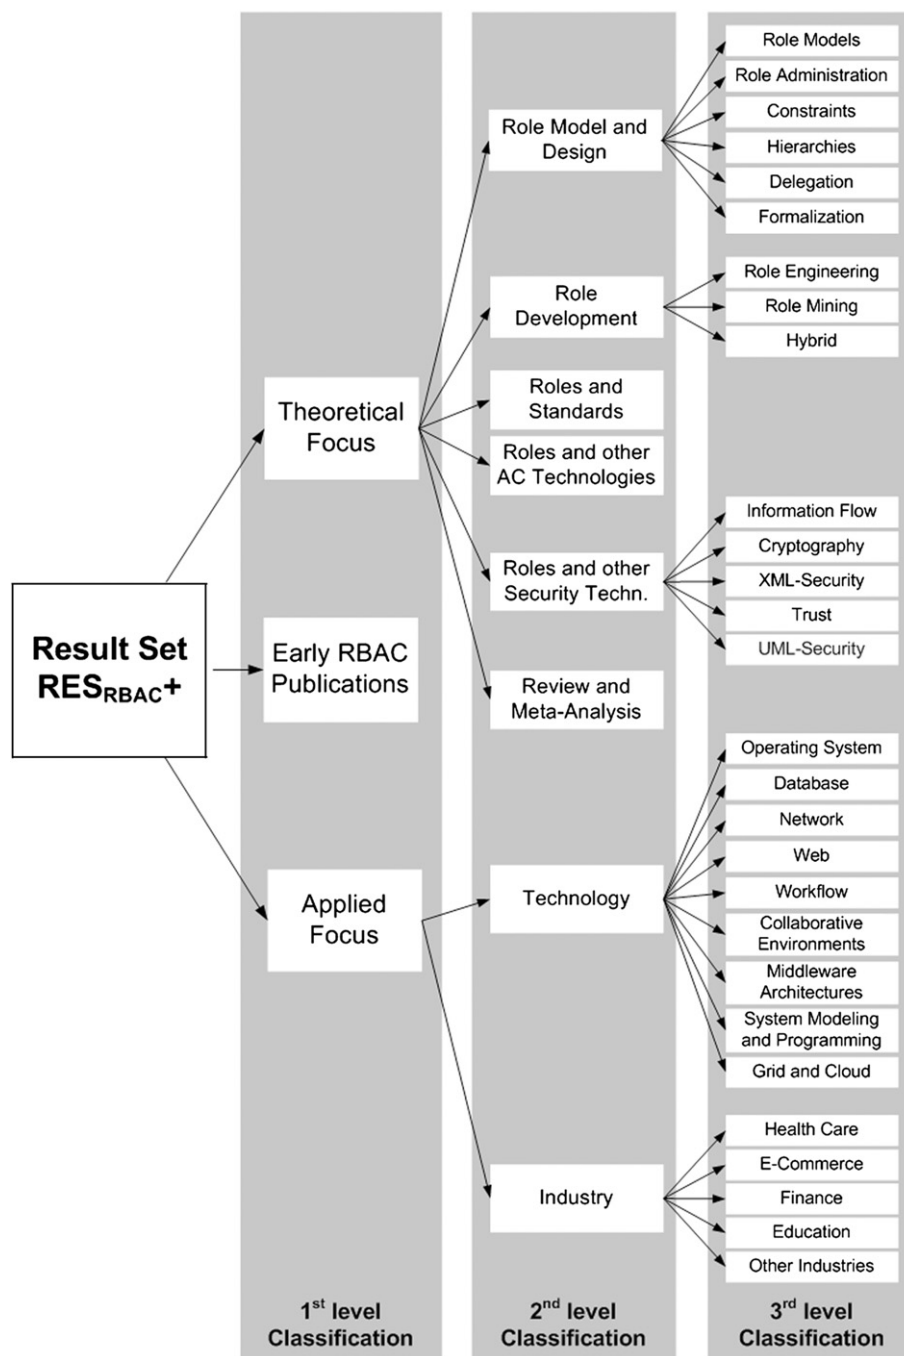 Result Set
RESRBAC+
Theoretical
Focus
Early RBAC
Publications
Applied
Focus
1st level
Classification
Role Model and
Design
Role
Development
Roles and
Standards
Roles and other
AC Technologies
Roles and other
Security Techn.
Review and
Meta-Analysis
Technology
Industry
2nd level
Classification
Role Models
Role Administration
Constraints
Hierarchies
Delegation
Formalization
Role Engineering
Role Mining
Hybrid
Information Flow
Cryptography
XML-Security
Trust
UML-Security
Operating System
Database
Network
Web
Workflow
Collaborative
Environments
Middleware
Architectures
System Modeling
and Programming
Grid and Cloud
Health Care
E-Commerce
Finance
Education
Other Industries
3rd level
Classification